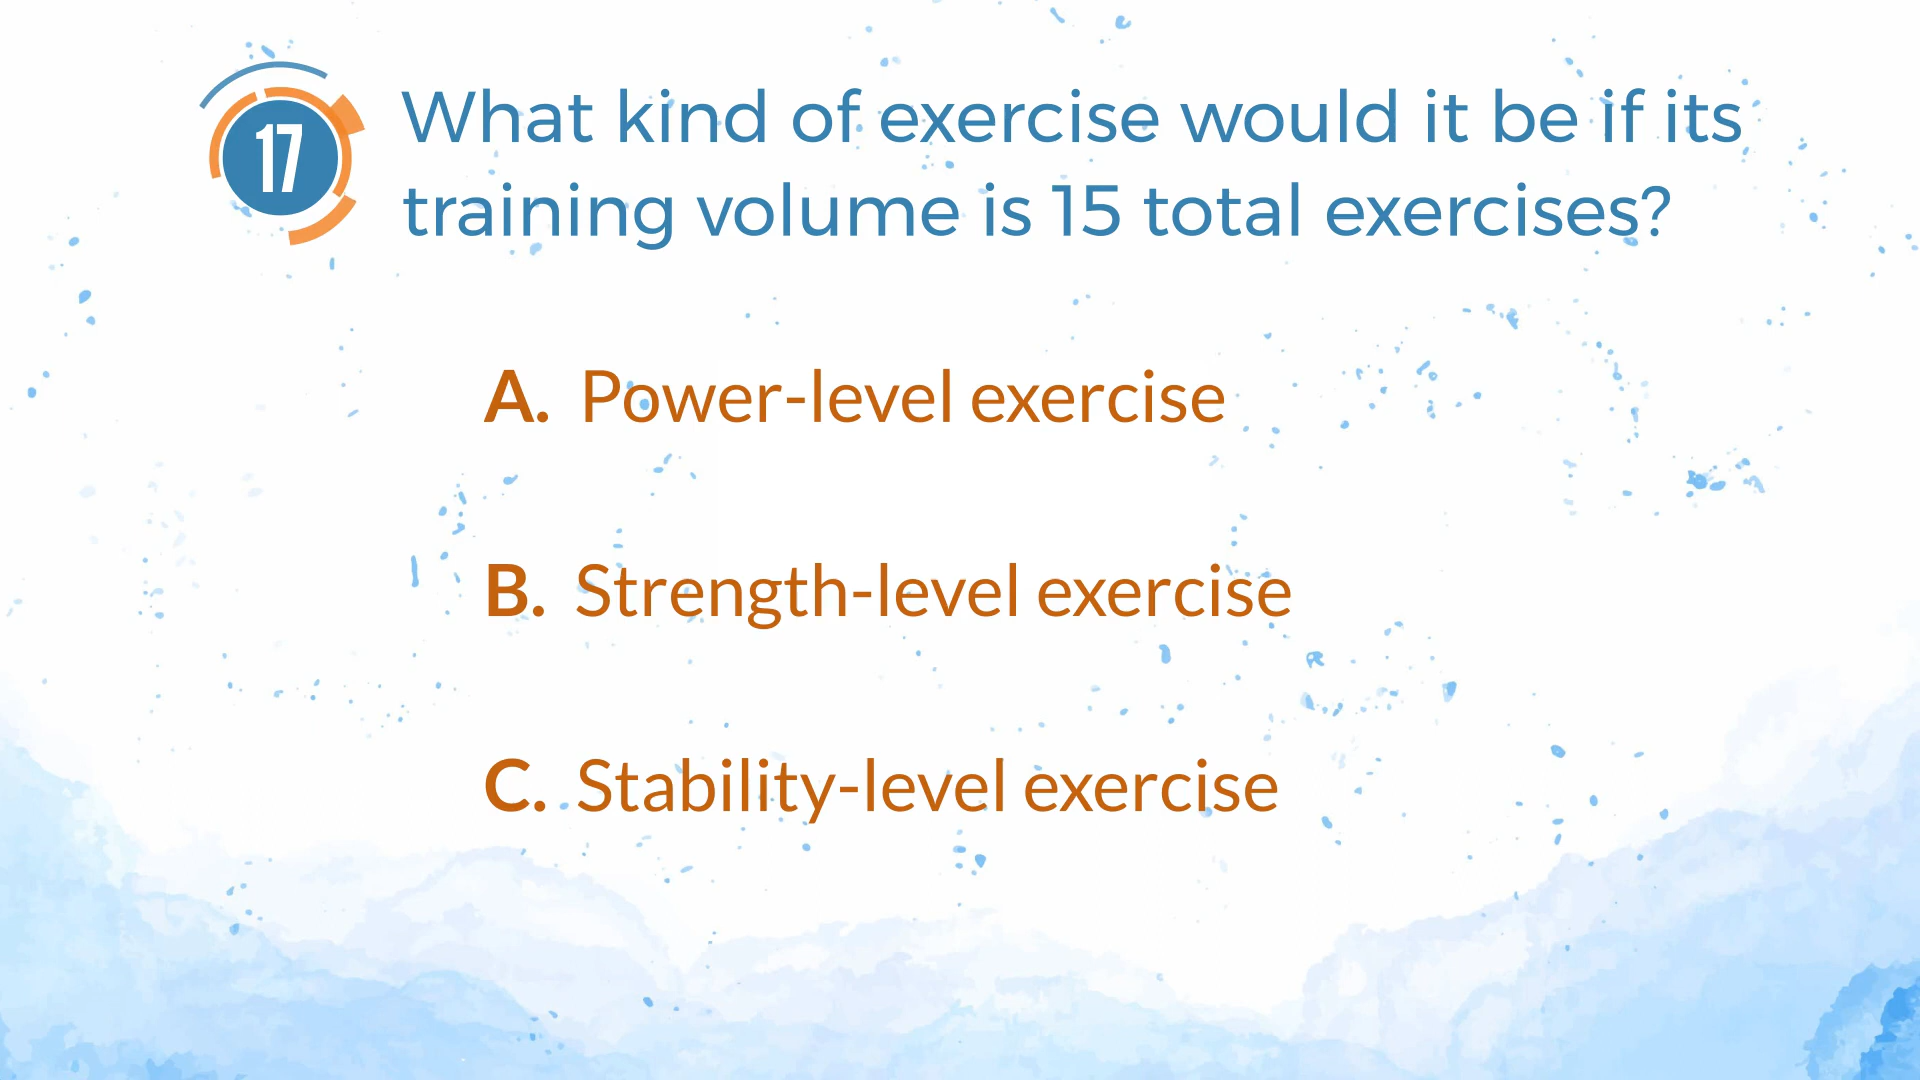 17
What kind of exercise would it be if its
training volume is 15 total exercises?
A. Power-level exercise
B. Strength-level exercise
C. Stability-level exercise